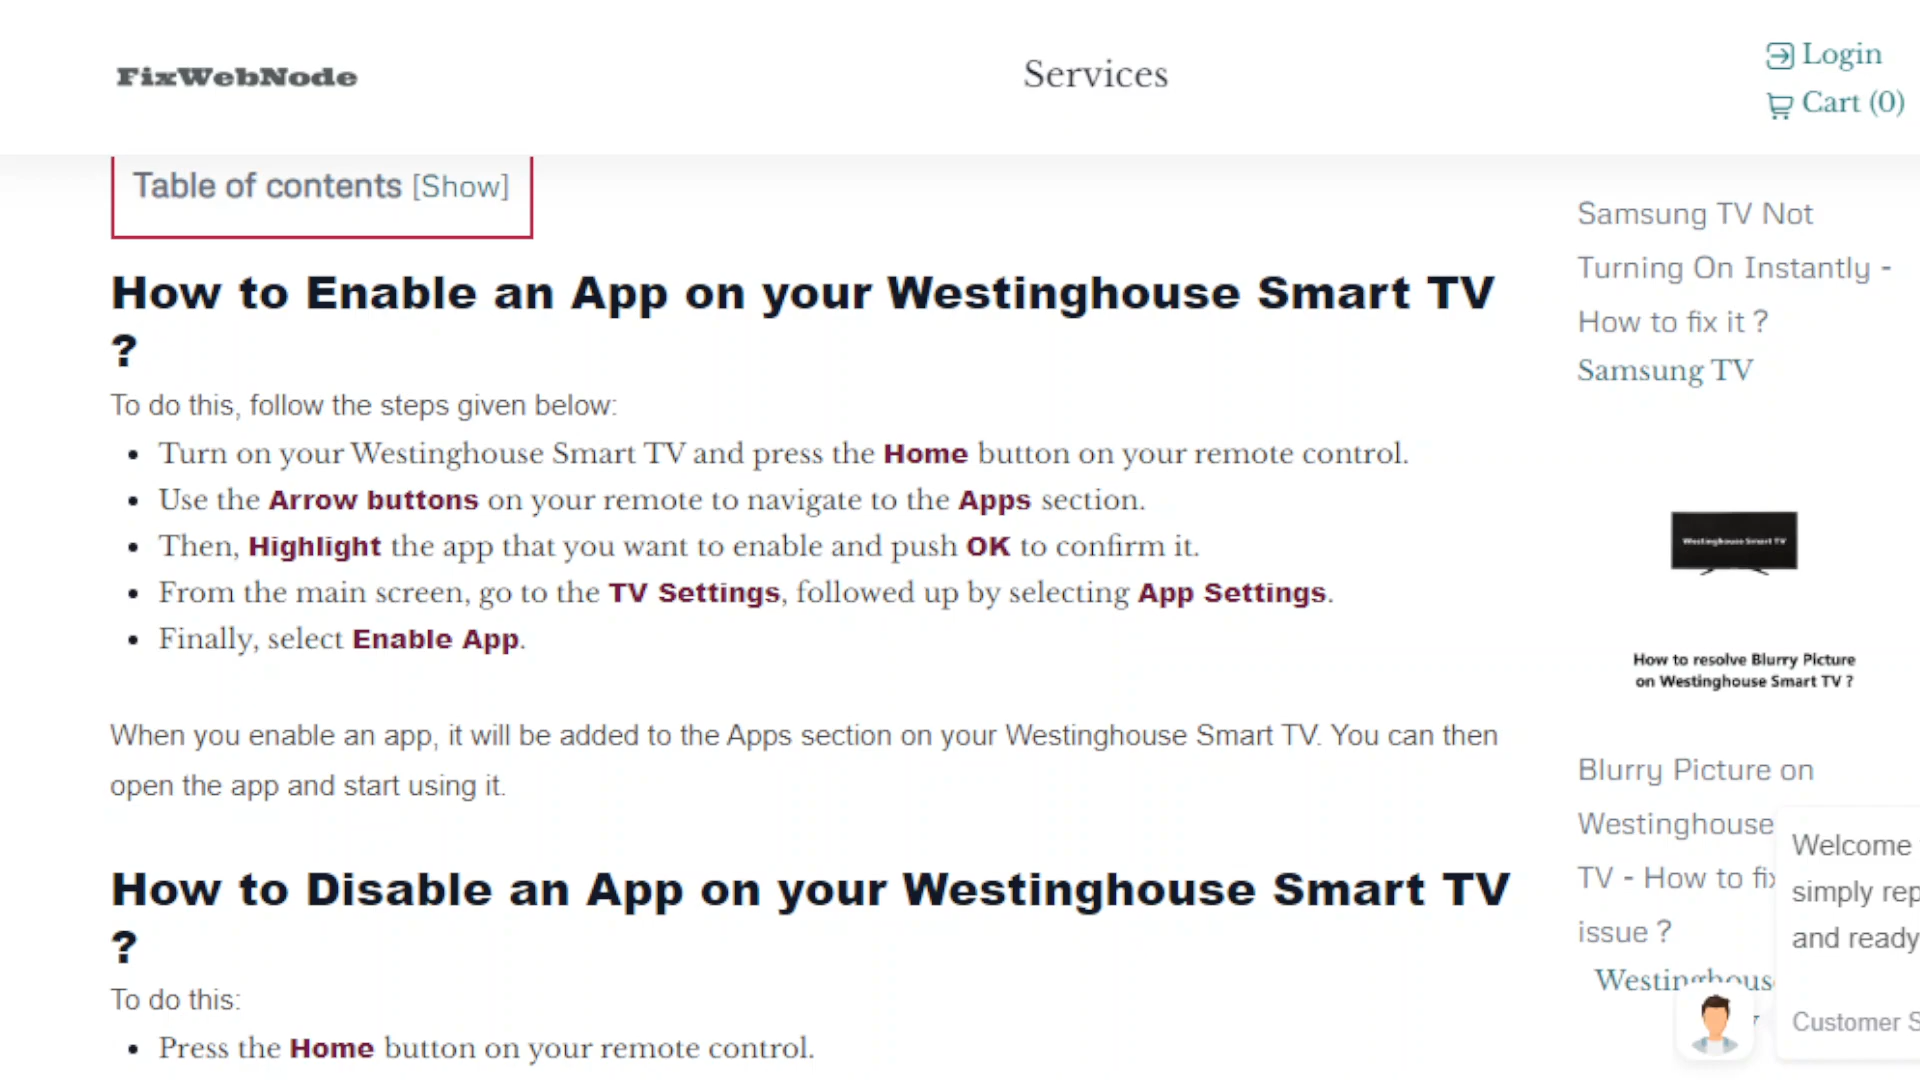 FixWebNode
Services
Login
Cart (0)
Table of contents [Show]
How to Enable an App on your Westinghouse Smart TV
?
To do this, follow the steps given below:
Turn on your Westinghouse Smart TV and press the Home button on your remote control.
Use the Arrow buttons on your remote to navigate to the Apps section.
Then, Highlight the app that you want to enable and push OK to confirm it.
From the main screen, go to the TV Settings, followed up by selecting App Settings.
Finally, select Enable App.
When you enable an app, it will be added to the Apps section on your Westinghouse Smart TV. You can then
open the app and start using it.
How to Disable an App on your Westinghouse Smart TV
?
To do this:
Press the Home button on your remote control.
Samsung TV Not
Turning On Instantly -
How to fix it ?
Samsung TV
Westinghouse Smart TV
How to resolve Blurry Picture
on Westinghouse Smart TV ?
Blurry Picture on
Westinghouse
TV - How to fix
issue ?
Welcome
simply rep
and ready
Customer S